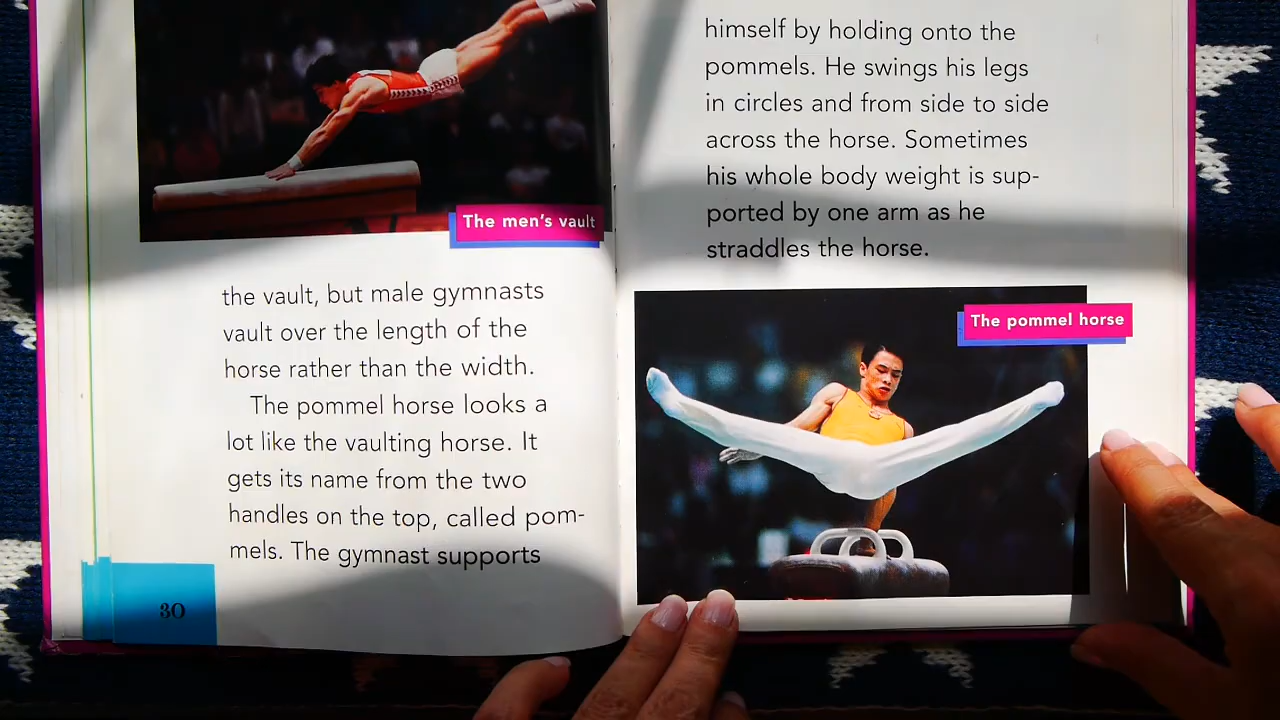 The men's vault
the vault, but male gymnasts
vault over the length of the
horse rather than the width.
The pommel horse looks a
lot like the vaulting horse. It
gets its name from the two
handles on the top, called pom-
mels. The gymnast supports
30
himself by holding onto the
pommels. He swings his legs
in circles and from side to side
across the horse. Sometimes
his whole body weight is sup-
ported by one arm as he
straddles the horse.
The pommel horse